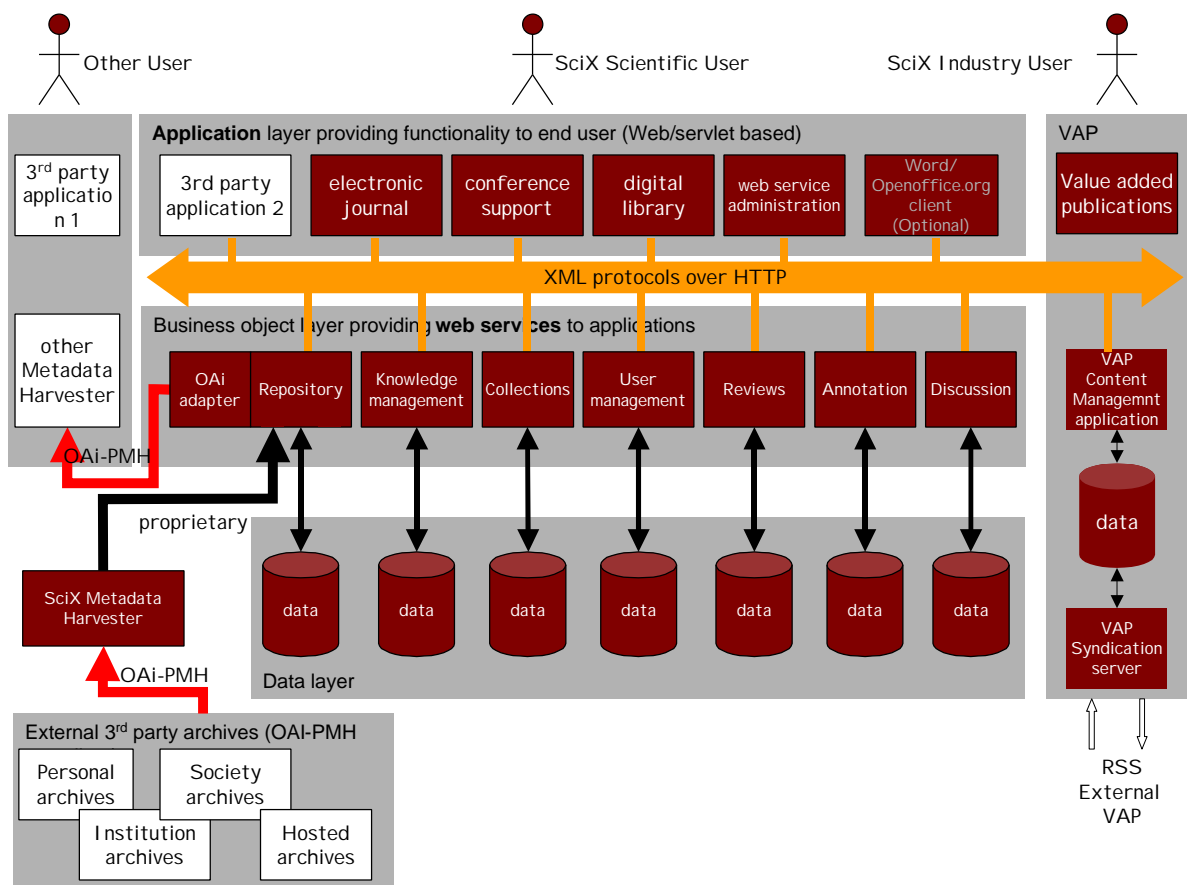 Other User
SciX Scientific User
SciX Industry User
Application layer providing functionality to end user (Web/servlet based)
VAP
3rd party
applicatio
n 1
3rd party
application 2
electronic
journal
conference
support
digital
library
web service
administration
Word/
Openoffice.org
client
(Optional)
Value added
publications
XML protocols over HTTP
Business object layer providing web services to applications
other
Metadata
Harvester
OAi
adapter
Repository
Knowledge
management
Collections
User
management
Reviews
Annotation
Discussion
VAP
Content
Managemnt
application
OAi-PMH
proprietary
data
data
data
data
data
data
data
data
SciX Metadata
Harvester
VAP
Syndication
server
OAi-PMH
Data layer
External 3rd party archives (OAI-PMH
Personal
archives
Society
archives
Institution
archives
Hosted
archives
RSS
External
VAP